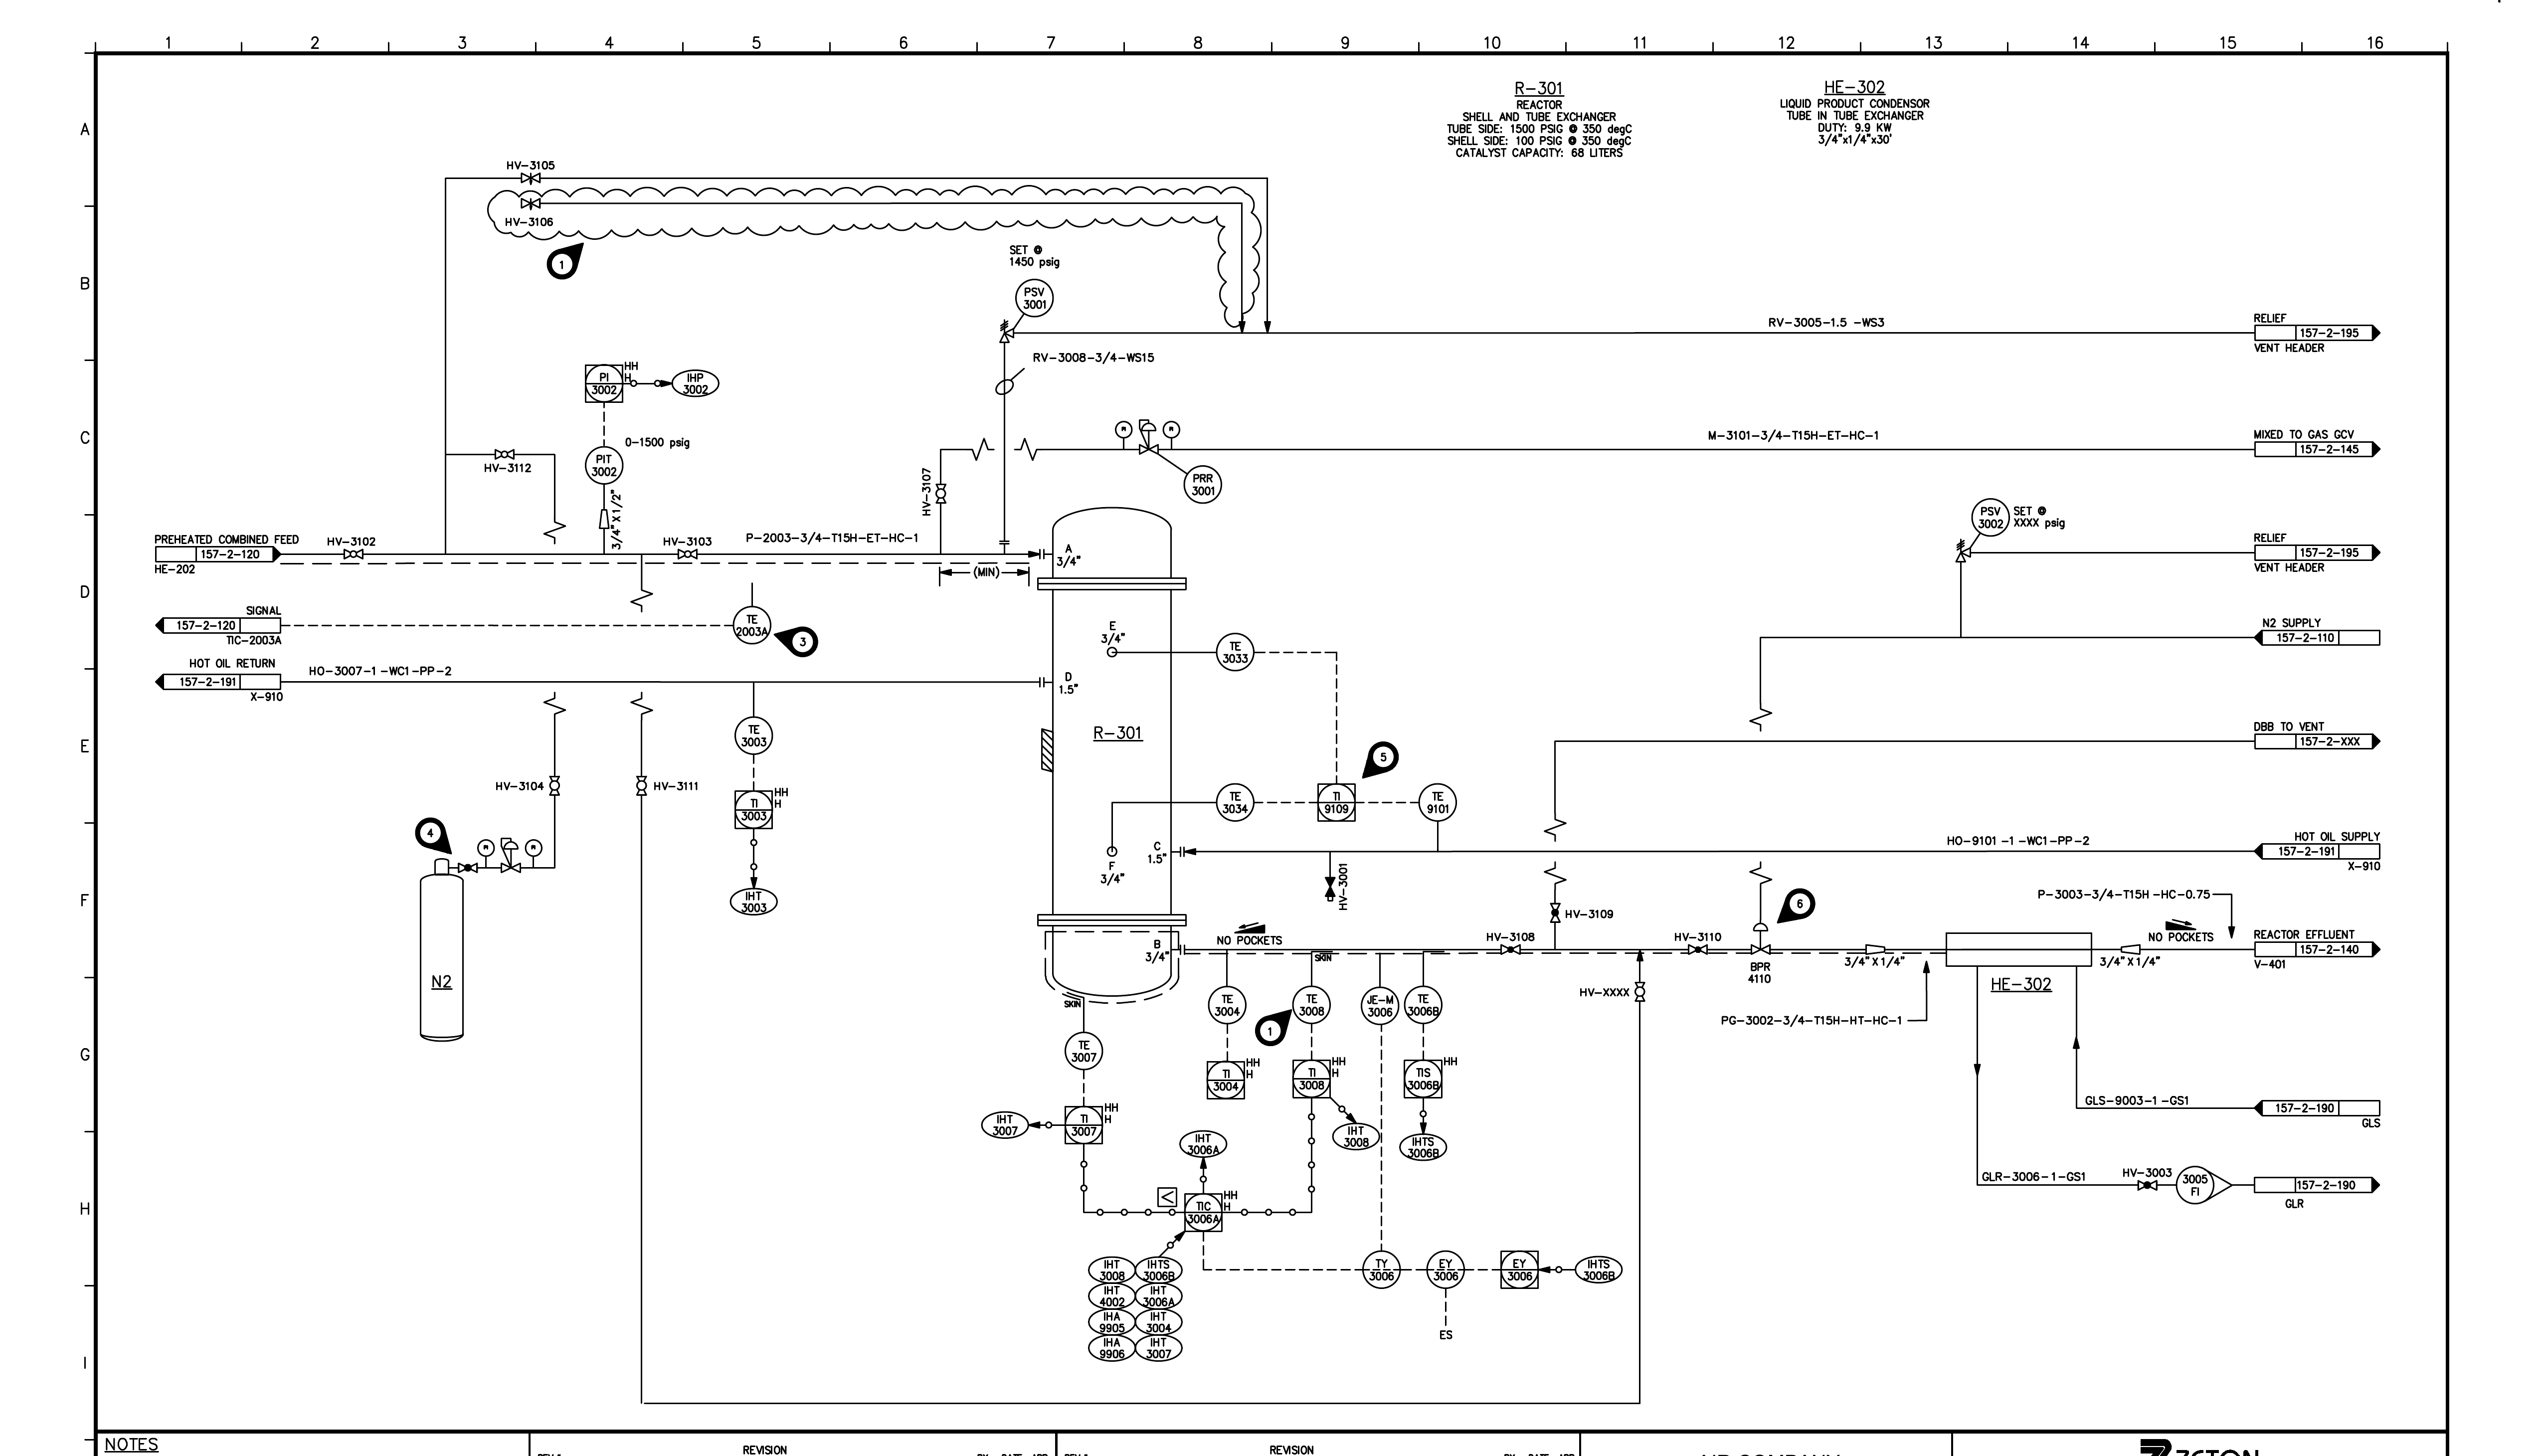 1 2 3 4 5 6 7 8 9 10 11 12 13 14 15 16
A
B
C
D
E
F
G
H
I
R-301
REACTOR
SHELL AND TUBE EXCHANGER
TUBE SIDE: 1500 PSIG @ 350 degC
SHELL SIDE: 100 PSIG @ 350 degC
CATALYST CAPACITY: 68 LITERS
HE-302
LIQUID PRODUCT CONDENSOR
TUBE IN TUBE EXCHANGER
DUTY: 9.9 KW
3/4"x1/4"x30'
HV-3105
HV-3106
1
SET @
1450 psig
PSV
3001
RV-3005-1.5 -WS3
RELIEF
157-2-195
VENT HEADER
RV-3008-3/4-WS15
PI
3002
HH
H
IHP
3002
0-1500 psig
PIT
3002
3/4" X 1/2"
HV-3112
HV-3107
PRR
3001
M-3101-3/4-T15H-ET-HC-1
MIXED TO GAS GCV
157-2-145
PREHEATED COMBINED FEED
157-2-120
HE-202
HV-3102
HV-3103
P-2003-3/4-T15H-ET-HC-1
(MIN)
A
3/4"
PSV
3002
SET @
XXXX psig
RELIEF
157-2-195
VENT HEADER
SIGNAL
157-2-120
TIC-2003A
TE
2003A
3
E
3/4"
TE
3033
N2 SUPPLY
157-2-110
HOT OIL RETURN
157-2-191
X-910
HO-3007-1 -WC1-PP-2
D
1.5"
TE
3003
R-301
5
DBB TO VENT
157-2-XXX
HV-3104
HV-3111
TI
3003
HH
H
TE
3034
TI
9109
TE
9101
4
IHT
3003
C
1.5"
F
3/4"
HV-3001
HO-9101 -1 -WC1-PP-2
HOT OIL SUPPLY
157-2-191
X-910
P-3003-3/4-T15H -HC-0.75
6
HV-3109
NO POCKETS
B
3/4"
HV-3108
HV-3110
BPR
4110
3/4" X 1/4"
3/4" X 1/4"
NO POCKETS
REACTOR EFFLUENT
157-2-140
V-401
SKIN
SKIN
N2
HE-302
TE
3004
TE
3008
JE-M
3006
TE
3006B
HV-XXXX
PG-3002-3/4-T15H-HT-HC-1
1
TE
3007
TI
3004
HH
H
TI
3008
HH
H
TIS
3006B
HH
GLS-9003-1 -GS1
157-2-190
GLS
IHT
3007
TI
3007
HH
H
IHT
3006A
IHT
3008
IHTS
3006B
GLR-3006-1-GS1
HV-3003
3005
FI
157-2-190
GLR
<
TIC
3006A
HH
H
IHT
3008
IHTS
3006B
IHT
4002
IHT
3006A
IHA
9905
IHT
3004
IHA
9906
IHT
3007
TY
3006
EY
3006
EY
3006
IHTS
3006B
ES
NOTES
REVISION
REVISION